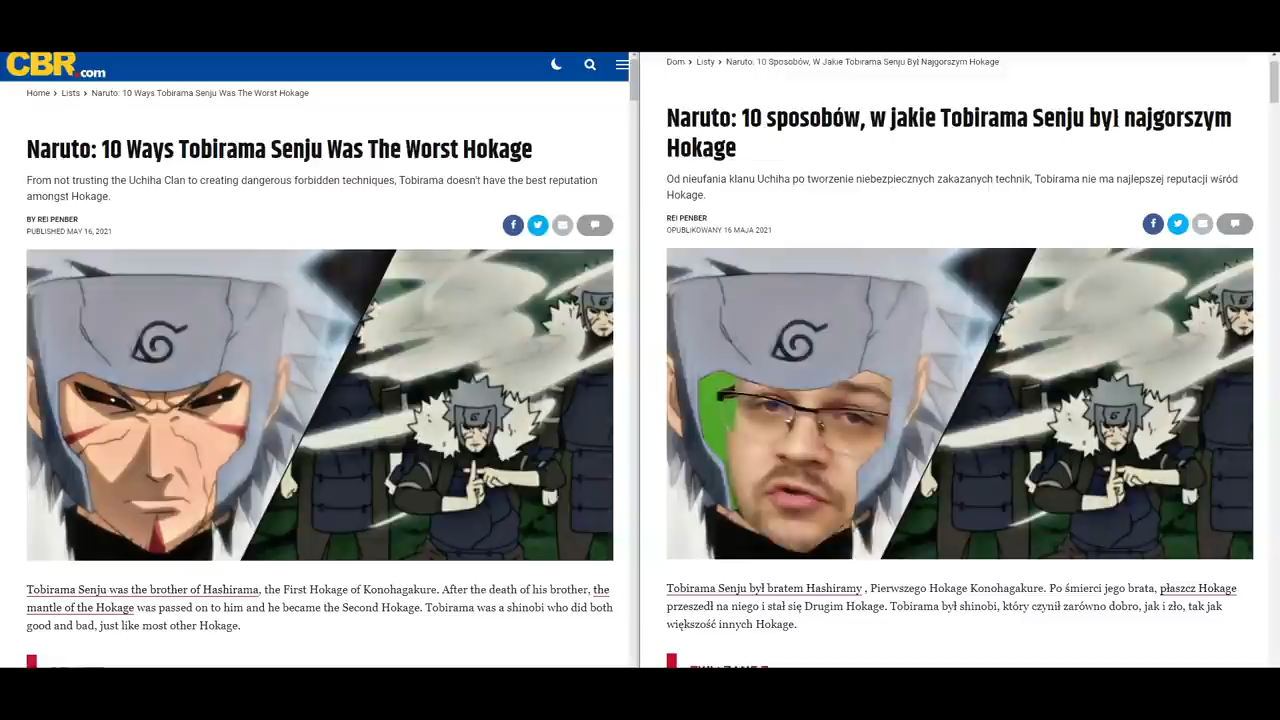 CBR.com
Home > Lists > Naruto: 10 Ways Tobirama Senju Was The Worst Hokage
Naruto: 10 Ways Tobirama Senju Was The Worst Hokage
From not trusting the Uchiha Clan to creating dangerous forbidden techniques, Tobirama doesn't have the best reputation
amongst Hokage.
BY REI PENBER
PUBLISHED MAY 16, 2021
Tobirama Senju was the brother of Hashirama, the First Hokage of Konohagakure. After the death of his brother, the
mantle of the Hokage was passed on to him and he became the Second Hokage. Tobirama was a shinobi who did both
good and bad, just like most other Hokage.
Dom > Listy > Naruto: 10 Sposobów, W Jakie Tobirama Senju Był Najgorszym Hokage
Naruto: 10 sposobów, w jakie Tobirama Senju był najgorszym
Hokage
Od nieufania klanu Uchiha po tworzenie niebezpiecznych zakazanych technik, Tobirama nie ma najlepszej reputacji wśród
Hokage.
REI PENBER
OPUBLIKOWANY 16 MAJA 2021
Tobirama Senju był bratem Hashiramy , Pierwszego Hokage Konohagakure. Po śmierci jego brata, płaszcz Hokage
przeszedł na niego i stał się Drugim Hokage. Tobirama był shinobi, który czynił zarówno dobro, jak i zło, tak jak
większość innych Hokage.